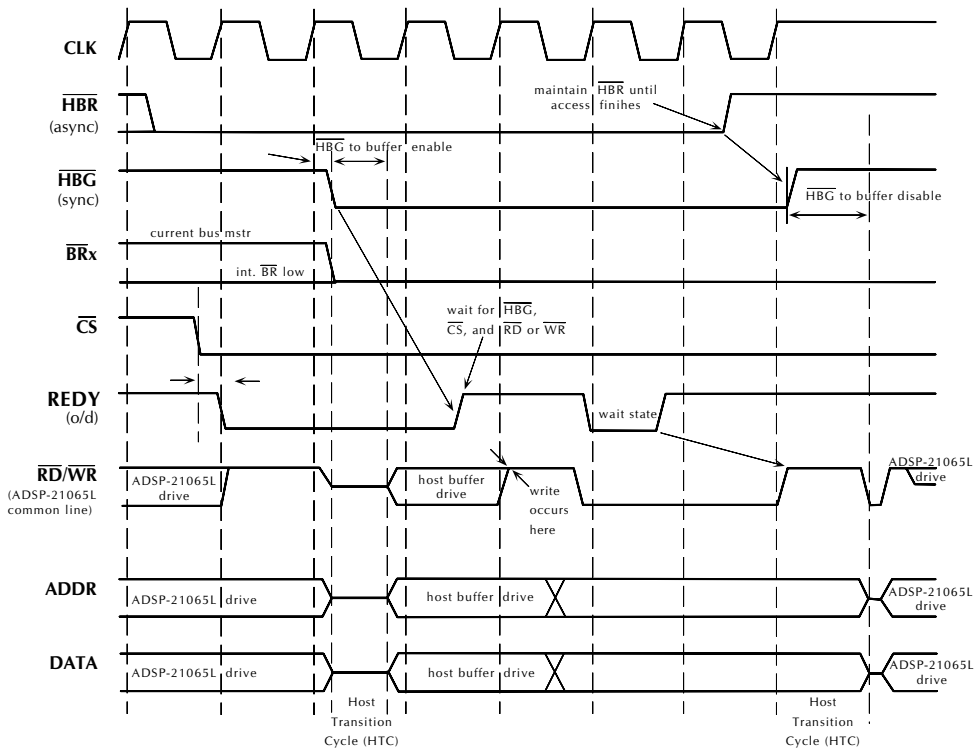 CLK
HBR
(async)
maintain HBR until
access finihes
HBG to buffer enable
HBG
(sync)
HBG to buffer disable
current bus mstr
BRx
int. BR low
CS
wait for HBG,
CS, and RD or WR
REDY
(o/d)
wait state
RD/WR
(ADSP-21065L
common line)
ADSP-21065L
drive
host buffer
drive
write
occurs
here
ADSP-21065L
drive
ADDR
ADSP-21065L drive
host buffer drive
ADSP-21065L
drive
DATA
ADSP-21065L drive
host buffer drive
ADSP-21065L
drive
Host
Transition
Cycle (HTC)
Host
Transition
Cycle (HTC)